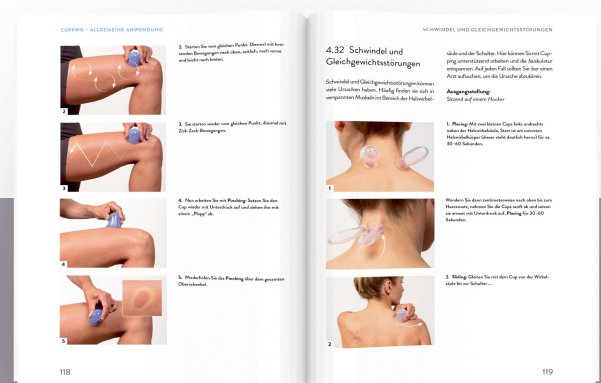 CUPPING – ALLGEMEINE ANWENDUNG
2. Starten Sie vom gleichen Punkt. Diesmal mit krei-
senden Bewegungen nach oben, seitlich, nach vorne
und leicht nach hinten.
2
3. Sie starten wieder vom gleichen Punkt, diesmal mit
Zick-Zack-Bewegungen.
3
4. Nun arbeiten Sie mit Pinching: Setzen Sie den
Cup wieder mit Unterdruck auf und ziehen ihn mit
einem „Plopp“ ab.
4
5. Wiederholen Sie das Pinching über dem gesamten
Oberschenkel.
5
118
SCHWINDEL UND GLEICHGEWICHTSSTÖRUNGEN
4.32 Schwindel und
Gleichgewichtsstörungen
Schwindel und Gleichgewichtsstörungen können
viele Ursachen haben. Häufig finden sie sich in
verspannten Muskeln im Bereich der Halswirbel-
säule und der Schulter. Hier können Sie mit Cup-
ping unterstützend arbeiten und die Muskulatur
entspannen. Auf jeden Fall sollten Sie aber einen
Arzt aufsuchen, um die Ursache abzuklären.
Ausgangsstellung:
Sitzend auf einem Hocker
1. Placing: Mit zwei kleinen Cups links und rechts
neben der Halswirbelsäule, Start ist am untersten
Halswirbelkörper (dieser steht deutlich hervor) für ca.
30–60 Sekunden.
1
Wandern Sie dann zentimeterweise nach oben bis zum
Haaransatz, nehmen Sie die Cups sanft ab und setzen
sie erneut mit Unterdruck auf, Placing für 30–60
Sekunden.
2. Sliding: Gleiten Sie mit dem Cup von der Wirbel-
säule bis zur Schulter ...
2
119